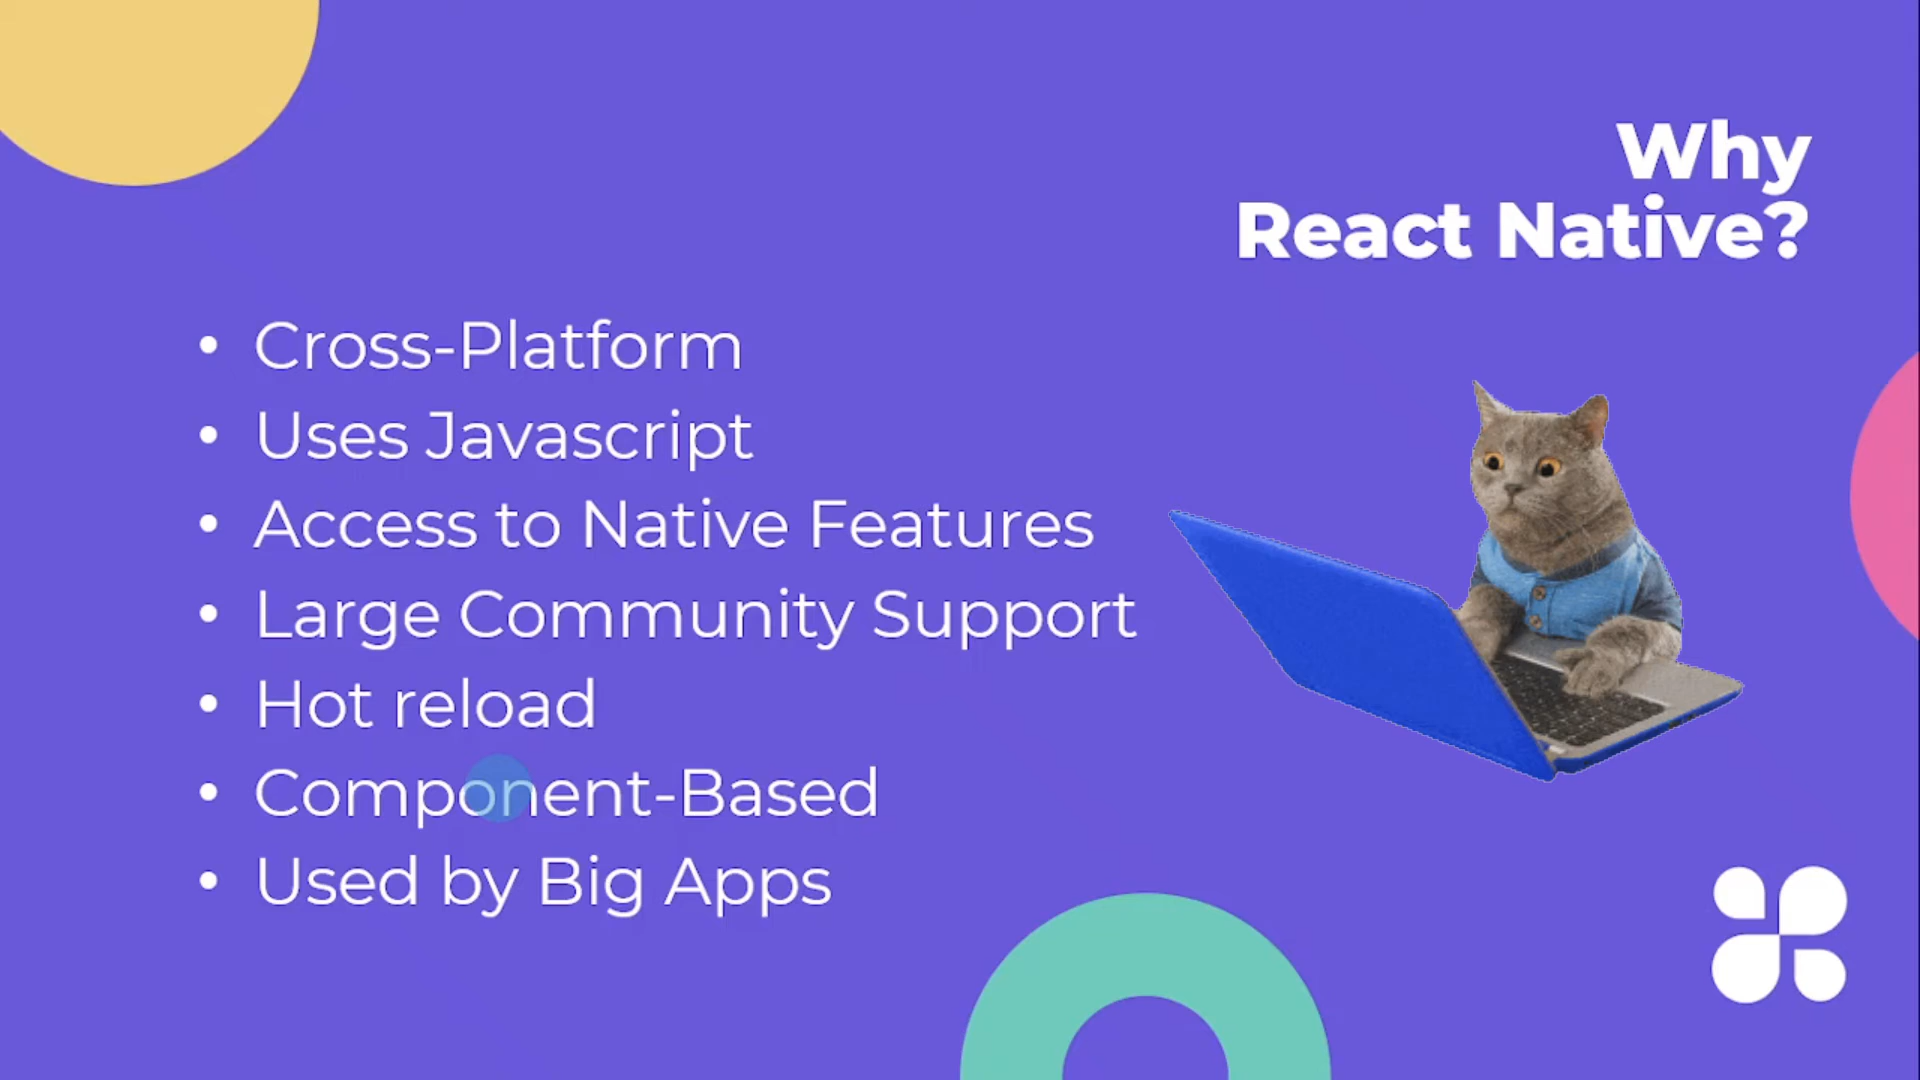 Why
React Native?
• Cross-Platform
• Uses Javascript
• Access to Native Features
• Large Community Support
• Hot reload
• Component-Based
• Used by Big Apps